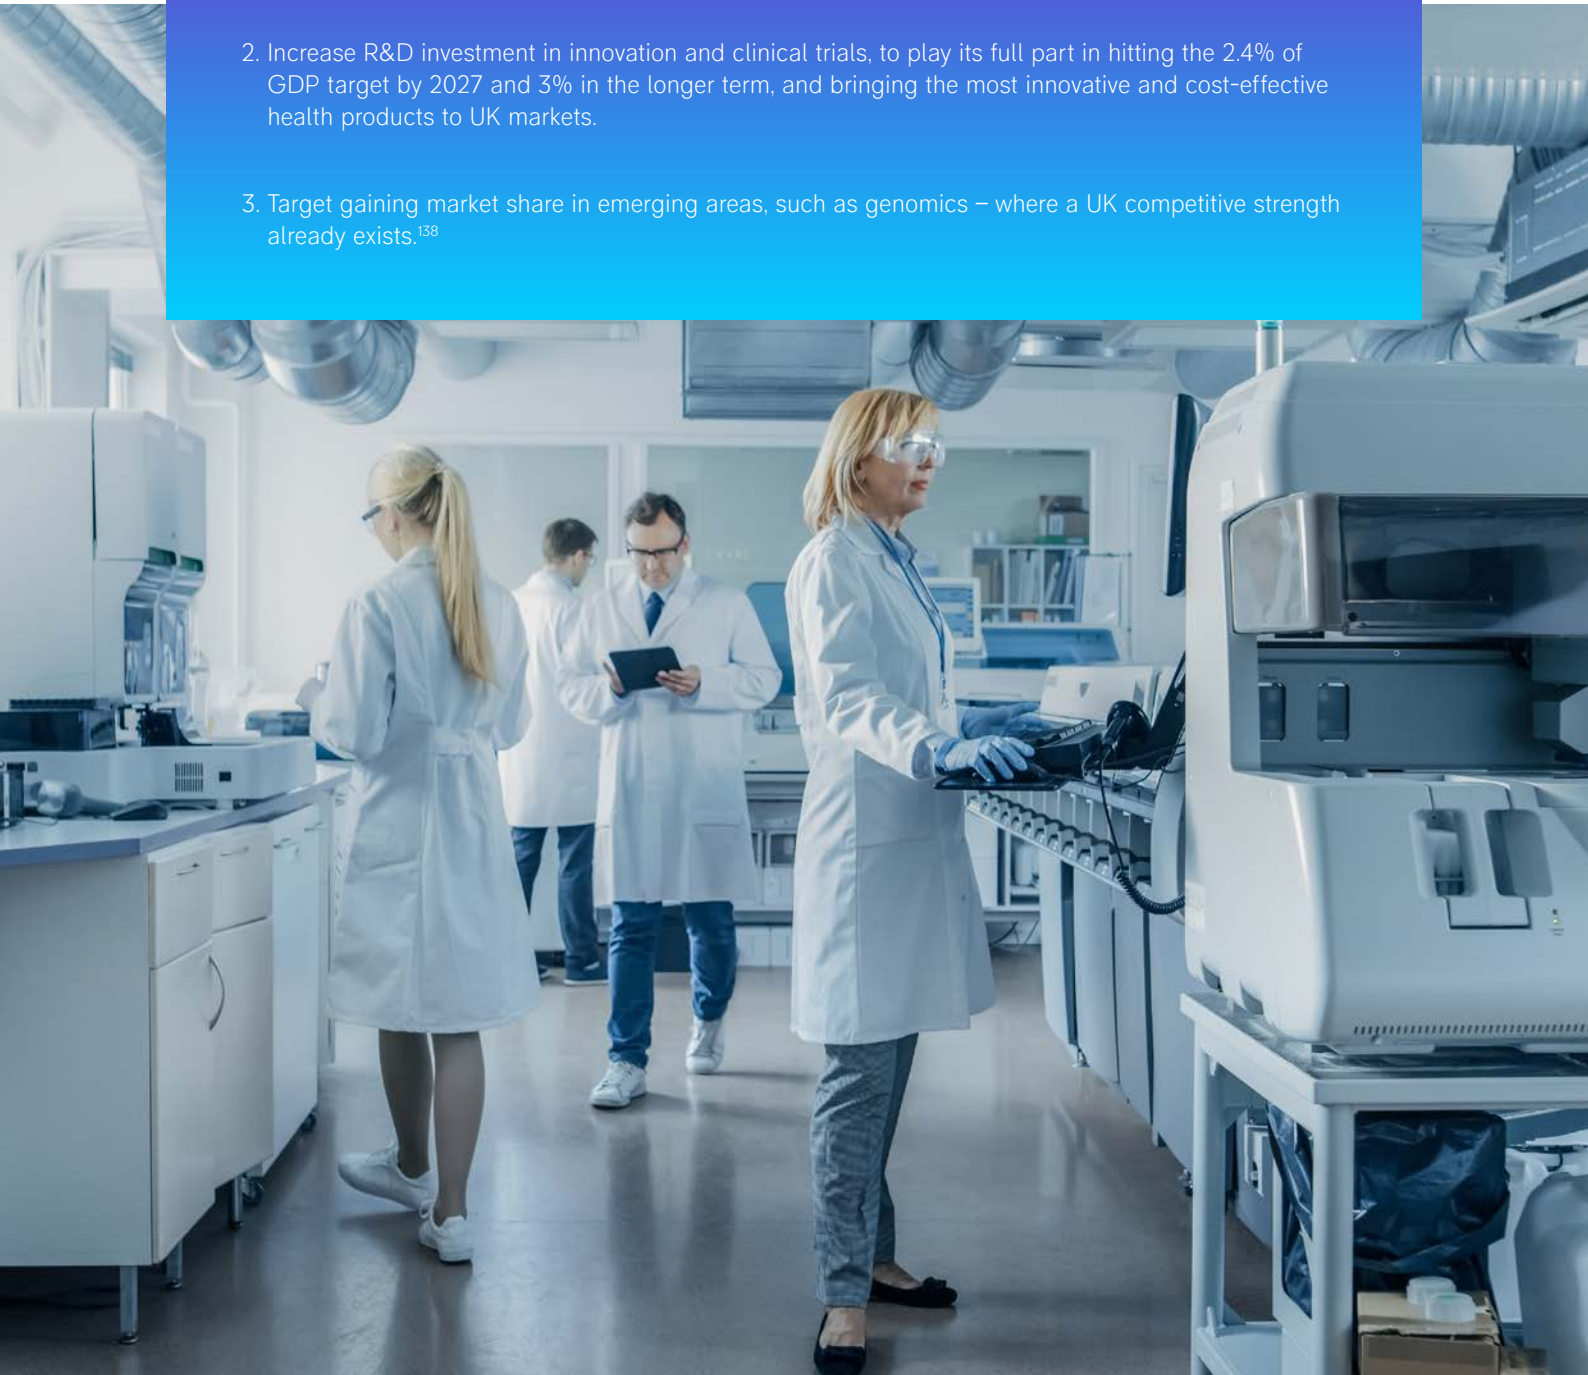 2. Increase R&D investment in innovation and clinical trials, to play its full part in hitting the 2.4% of
GDP target by 2027 and 3% in the longer term, and bringing the most innovative and cost-effective
health products to UK markets.
3. Target gaining market share in emerging areas, such as genomics – where a UK competitive strength
already exists.138